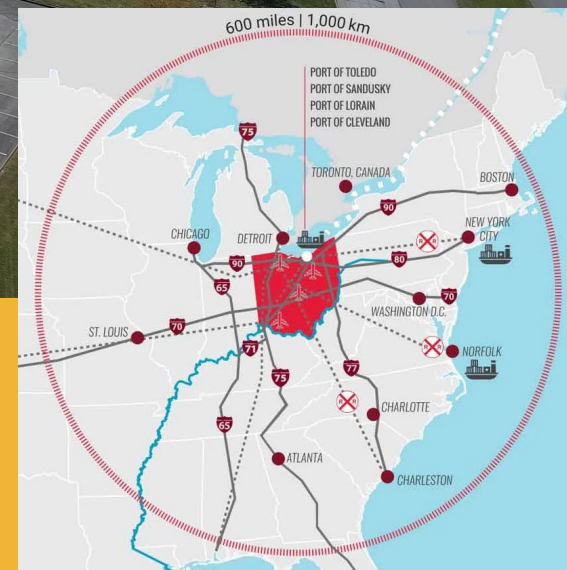 600 miles | 1,000 km
PORT OF TOLEDO
PORT OF SANDUSKY
PORT OF LORAIN
PORT OF CLEVELAND
75
TORONTO, CANADA
BOSTON
90
NEW YORK
CITY
CHICAGO
DETROIT
R R
90
80
65
70
WASHINGTON D.C.
ST. LOUIS
70
71
R R
NORFOLK
75
77
R R
CHARLOTTE
65
ATLANTA
CHARLESTON